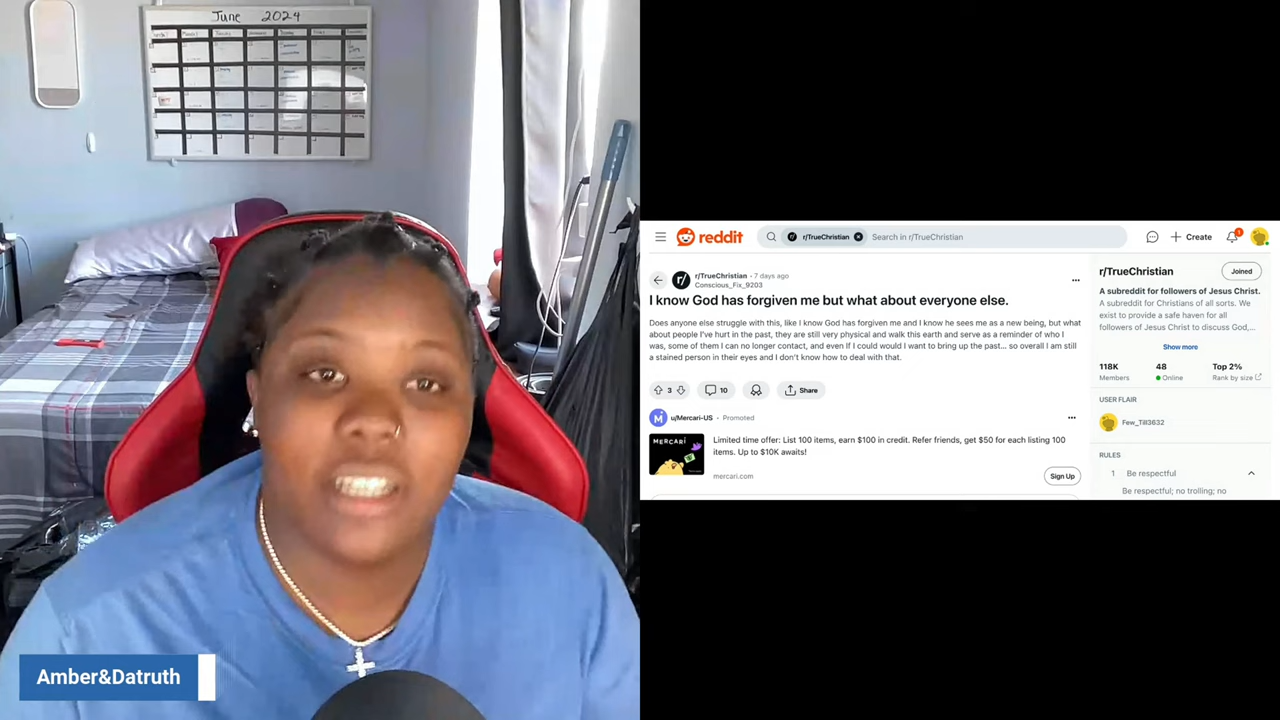 June 2024
reddit
r/TrueChristian
Search in r/TrueChristian
Create
r/TrueChristian • 7 days ago
Conscious_Fix_9203
I know God has forgiven me but what about everyone else.
Does anyone else struggle with this, like I know God has forgiven me and I know he sees me as a new being, but what
about people I've hurt in the past, they are still very physical and walk this earth and serve as a reminder of who I
was, some of them I can no longer contact, and even If I could would I want to bring up the past... so overall I am still
a stained person in their eyes and I don't know how to deal with that.
3
10
Share
u/Mercari-US • Promoted
MERCARI
Limited time offer: List 100 items, earn $100 in credit. Refer friends, get $50 for each listing 100
items. Up to $10K awaits!
mercari.com
Sign Up
r/TrueChristian
Joined
A subreddit for followers of Jesus Christ.
A subreddit for Christians of all sorts. We
exist to provide a safe haven for all
followers of Jesus Christ to discuss God,...
Show more
118K 48 Top 2%
Members Online Rank by size
USER FLAIR
Few_Till3632
RULES
1 Be respectful
Be respectful; no trolling; no
Amber&Datruth